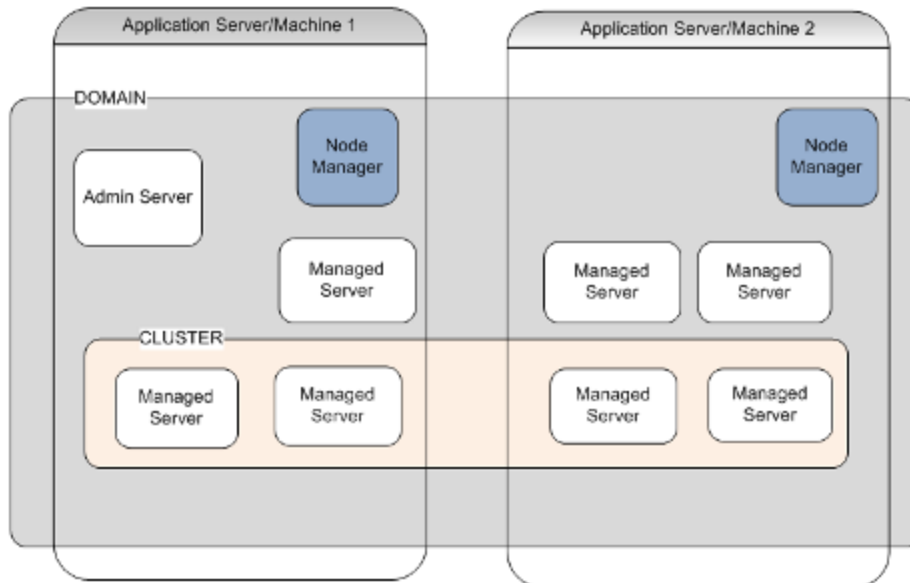 Application Server/Machine 1
Application Server/Machine 2
DOMAIN
Node
Manager
Node
Manager
Admin Server
Managed
Server
Managed
Server
Managed
Server
CLUSTER
Managed
Server
Managed
Server
Managed
Server
Managed
Server